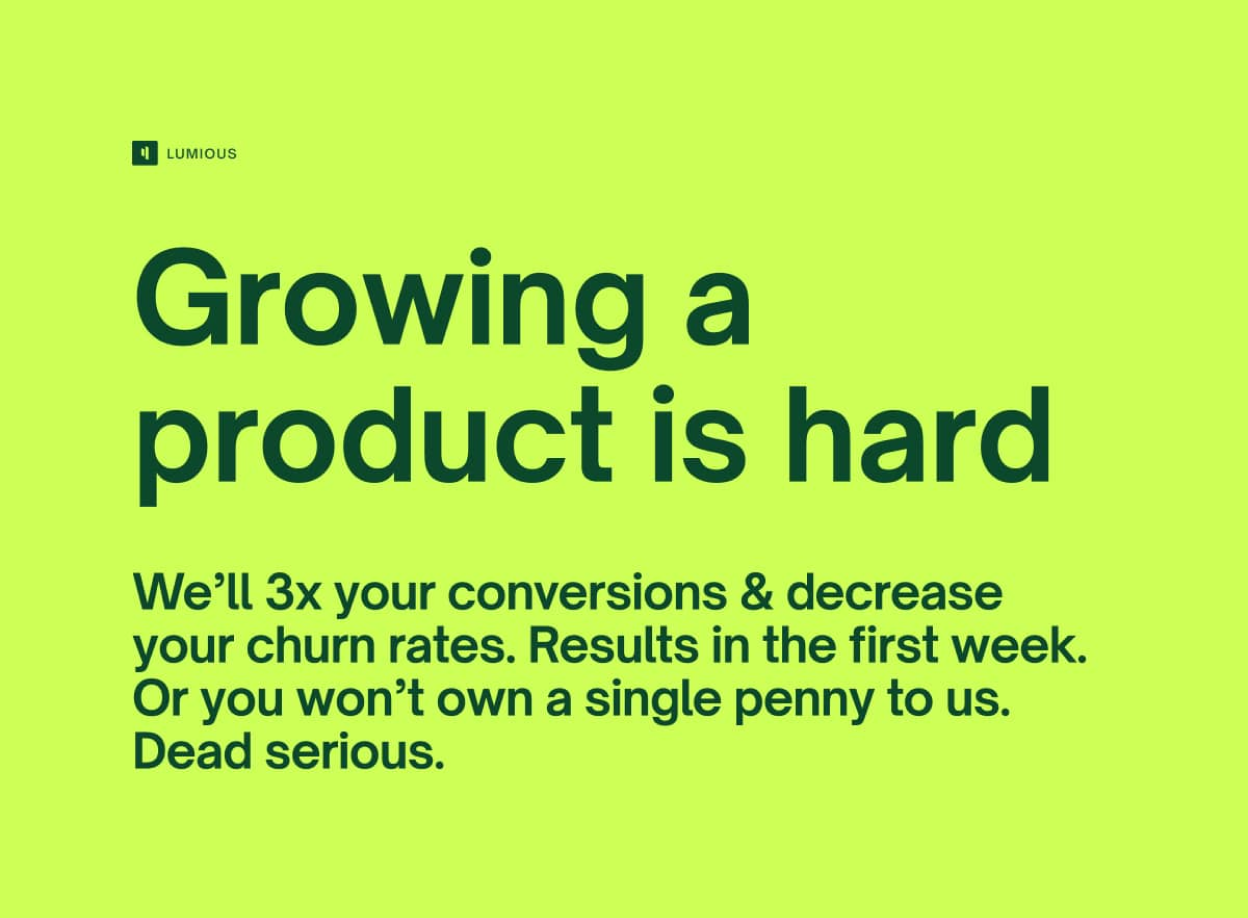 LUMIOUS
Growing a
product is hard
We’ll 3x your conversions & decrease
your churn rates. Results in the first week.
Or you won’t own a single penny to us.
Dead serious.